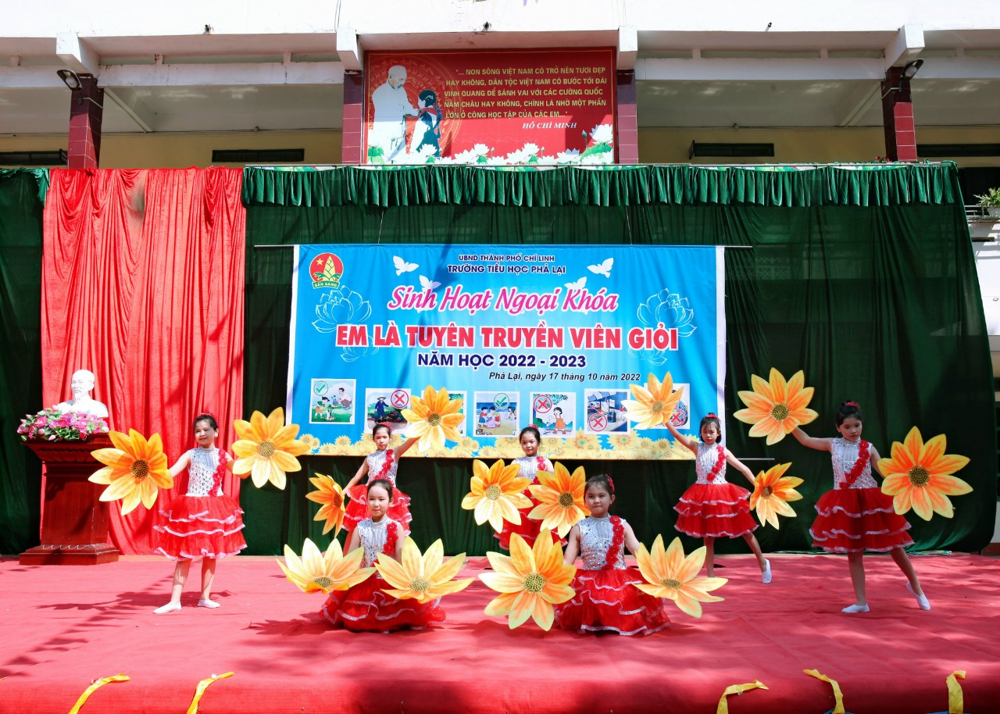 "... NON SÔNG VIỆT NAM CÓ TRỞ NÊN TƯƠI ĐẸP
HAY KHÔNG, DÂN TỘC VIỆT NAM CÓ BƯỚC TỚI ĐÀI
VINH QUANG ĐỂ SÁNH VAI VỚI CÁC CƯỜNG QUỐC
NĂM CHÂU HAY KHÔNG, CHÍNH LÀ NHỜ MỘT PHẦN
LỚN Ở CÔNG HỌC TẬP CỦA CÁC EM..."
HỒ CHÍ MINH
UBND THÀNH PHỐ CHÍ LINH
TRƯỜNG TIỂU HỌC PHẢ LẠI
SẴN SÀNG
Sinh Hoạt Ngoại Khóa
EM LÀ TUYÊN TRUYỀN VIÊN GIỎI
NĂM HỌC 2022 - 2023
Phả Lại, ngày 17 tháng 10 năm 2022